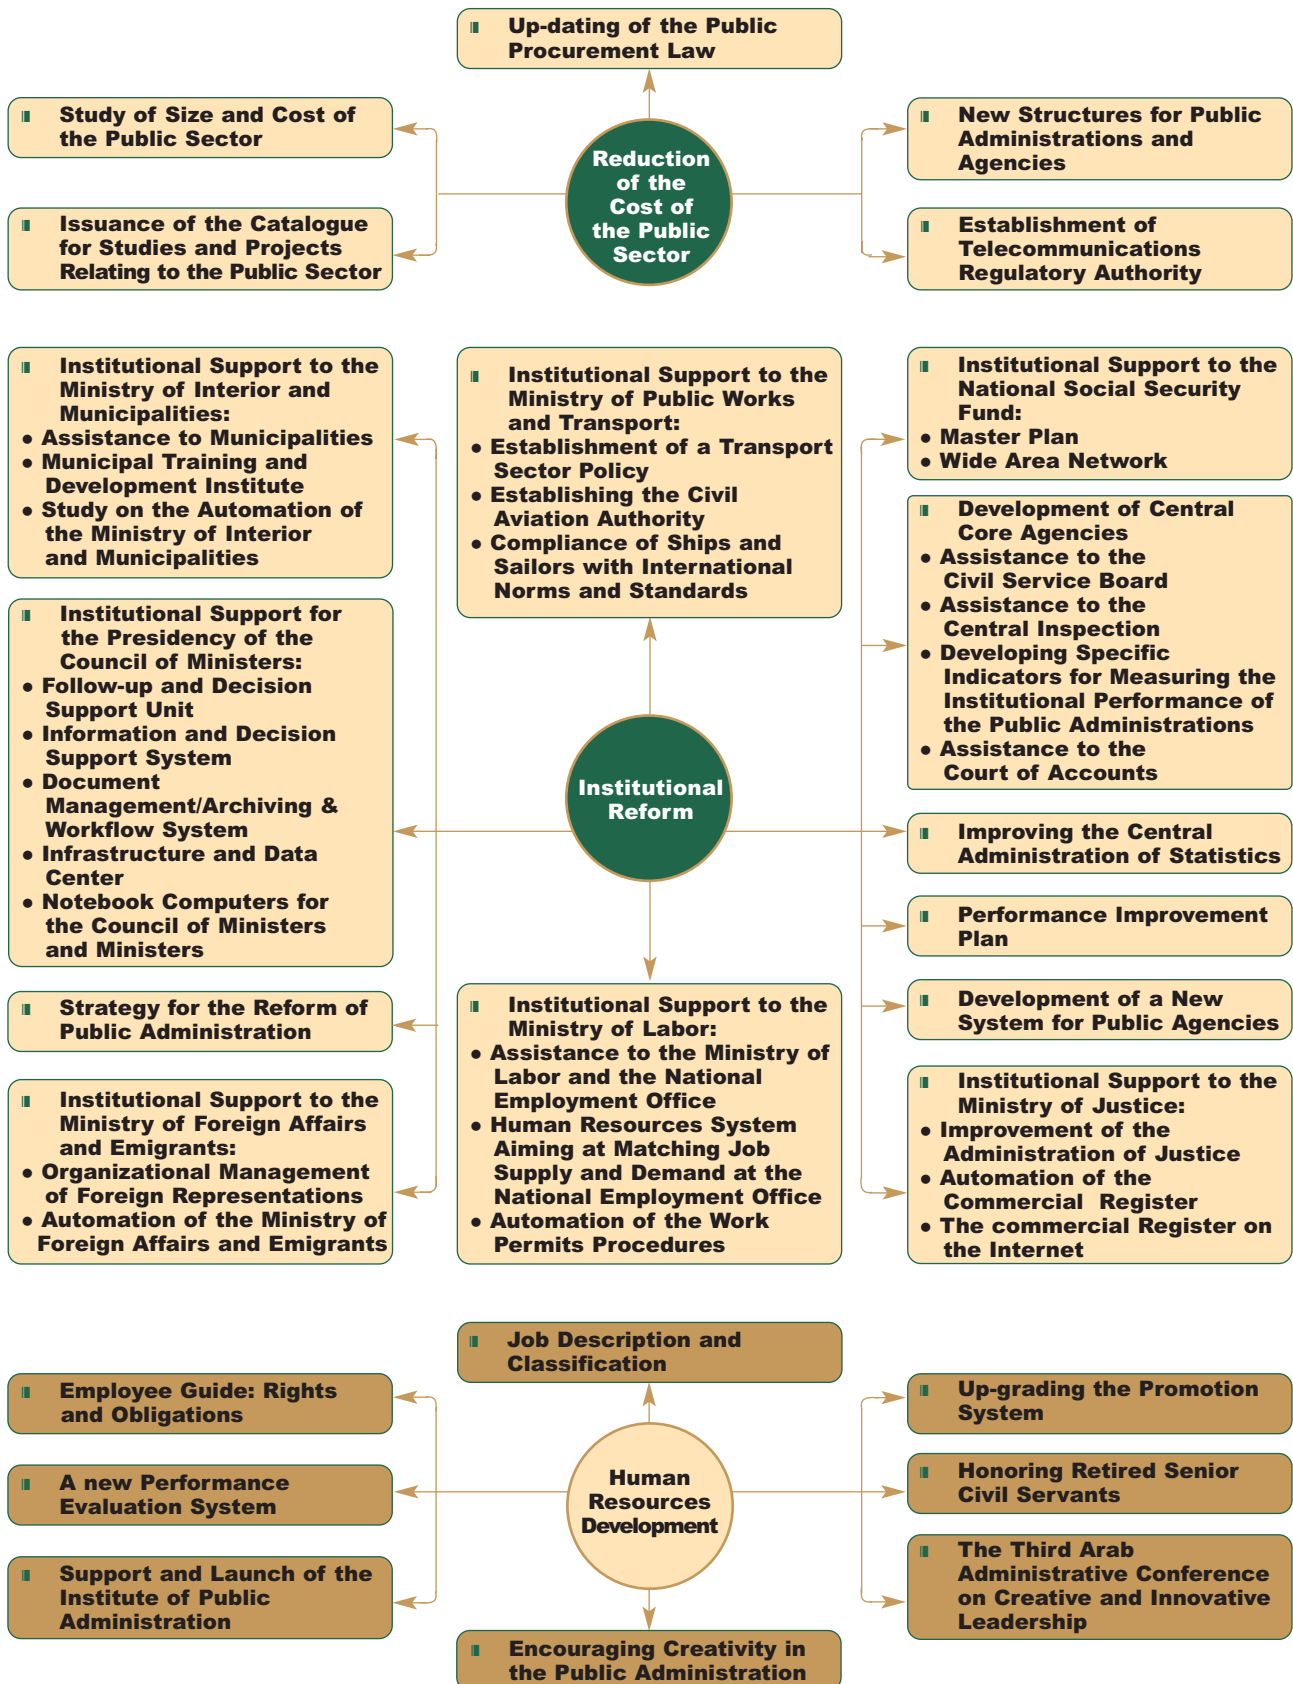 Up-dating of the Public
Procurement Law
Study of Size and Cost of
the Public Sector
Issuance of the Catalogue
for Studies and Projects
Relating to the Public Sector
Reduction
of the
Cost of
the Public
Sector
New Structures for Public
Administrations and
Agencies
Establishment of
Telecommunications
Regulatory Authority
Institutional Support to the
Ministry of Interior and
Municipalities:
● Assistance to Municipalities
● Municipal Training and
Development Institute
● Study on the Automation of
the Ministry of Interior
and Municipalities
Institutional Support for
the Presidency of the
Council of Ministers:
● Follow-up and Decision
Support Unit
● Information and Decision
Support System
● Document
Management/Archiving &
Workflow System
● Infrastructure and Data
Center
● Notebook Computers for
the Council of Ministers
and Ministers
Strategy for the Reform of
Public Administration
Institutional Support to the
Ministry of Foreign Affairs
and Emigrants:
● Organizational Management
of Foreign Representations
● Automation of the Ministry of
Foreign Affairs and Emigrants
Institutional Support to the
Ministry of Public Works
and Transport:
● Establishment of a Transport
Sector Policy
● Establishing the Civil
Aviation Authority
● Compliance of Ships and
Sailors with International
Norms and Standards
Institutional
Reform
Institutional Support to the
Ministry of Labor:
● Assistance to the Ministry of
Labor and the National
Employment Office
● Human Resources System
Aiming at Matching Job
Supply and Demand at the
National Employment Office
● Automation of the Work
Permits Procedures
Institutional Support to the
National Social Security
Fund:
● Master Plan
● Wide Area Network
Development of Central
Core Agencies
● Assistance to the
Civil Service Board
● Assistance to the
Central Inspection
● Developing Specific
Indicators for Measuring the
Institutional Performance of
the Public Administrations
● Assistance to the
Court of Accounts
Improving the Central
Administration of Statistics
Performance Improvement
Plan
Development of a New
System for Public Agencies
Institutional Support to the
Ministry of Justice:
● Improvement of the
Administration of Justice
● Automation of the
Commercial Register
● The commercial Register on
the Internet
Job Description and
Classification
Employee Guide: Rights
and Obligations
A new Performance
Evaluation System
Support and Launch of the
Institute of Public
Administration
Human
Resources
Development
Up-grading the Promotion
System
Honoring Retired Senior
Civil Servants
The Third Arab
Administrative Conference
on Creative and Innovative
Leadership
Encouraging Creativity in
the Public Administration